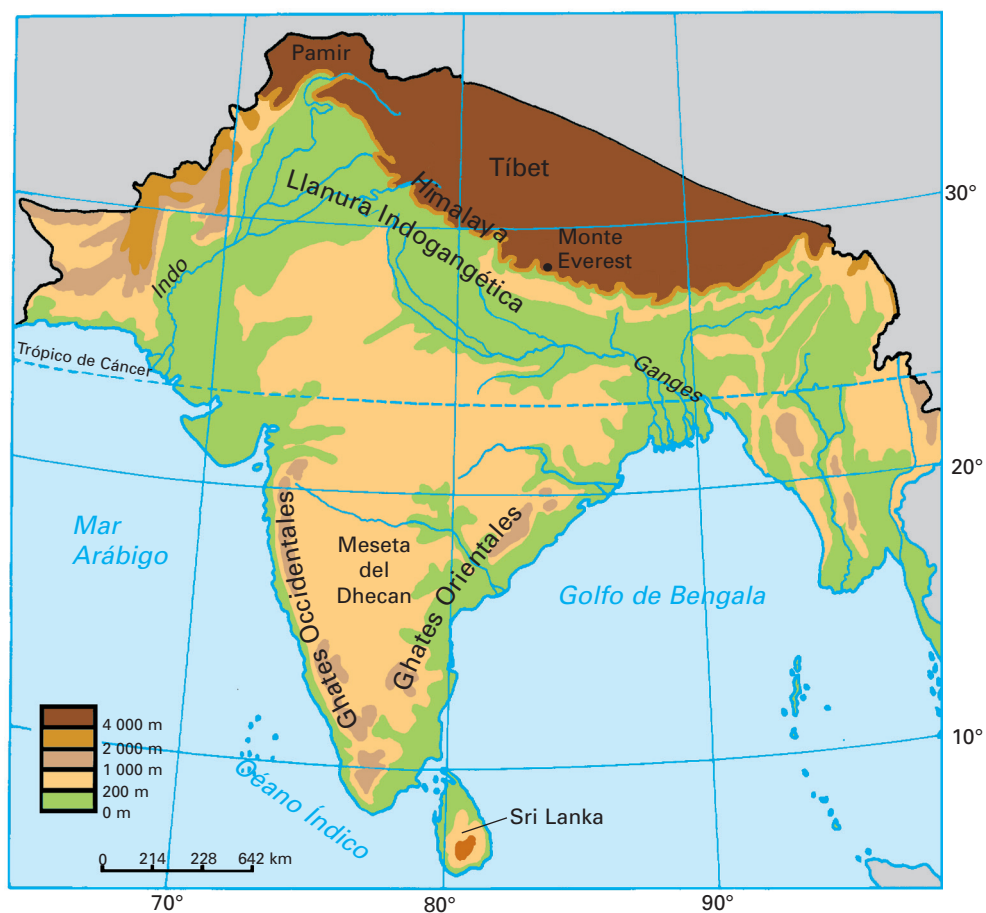 Pamir
Tíbet
Himalaya
Llanura Indogangética
30°
Monte
Everest
Indo
Trópico de Cáncer
Ganges
20°
Mar
Arábigo
Ghates Occidentales
Meseta
del
Dhecan
Ghates Orientales
Golfo de Bengala
4 000 m
2 000 m
1 000 m
200 m
0 m
10°
Océano Índico
Sri Lanka
0 214 228 642 km
70° 80° 90°